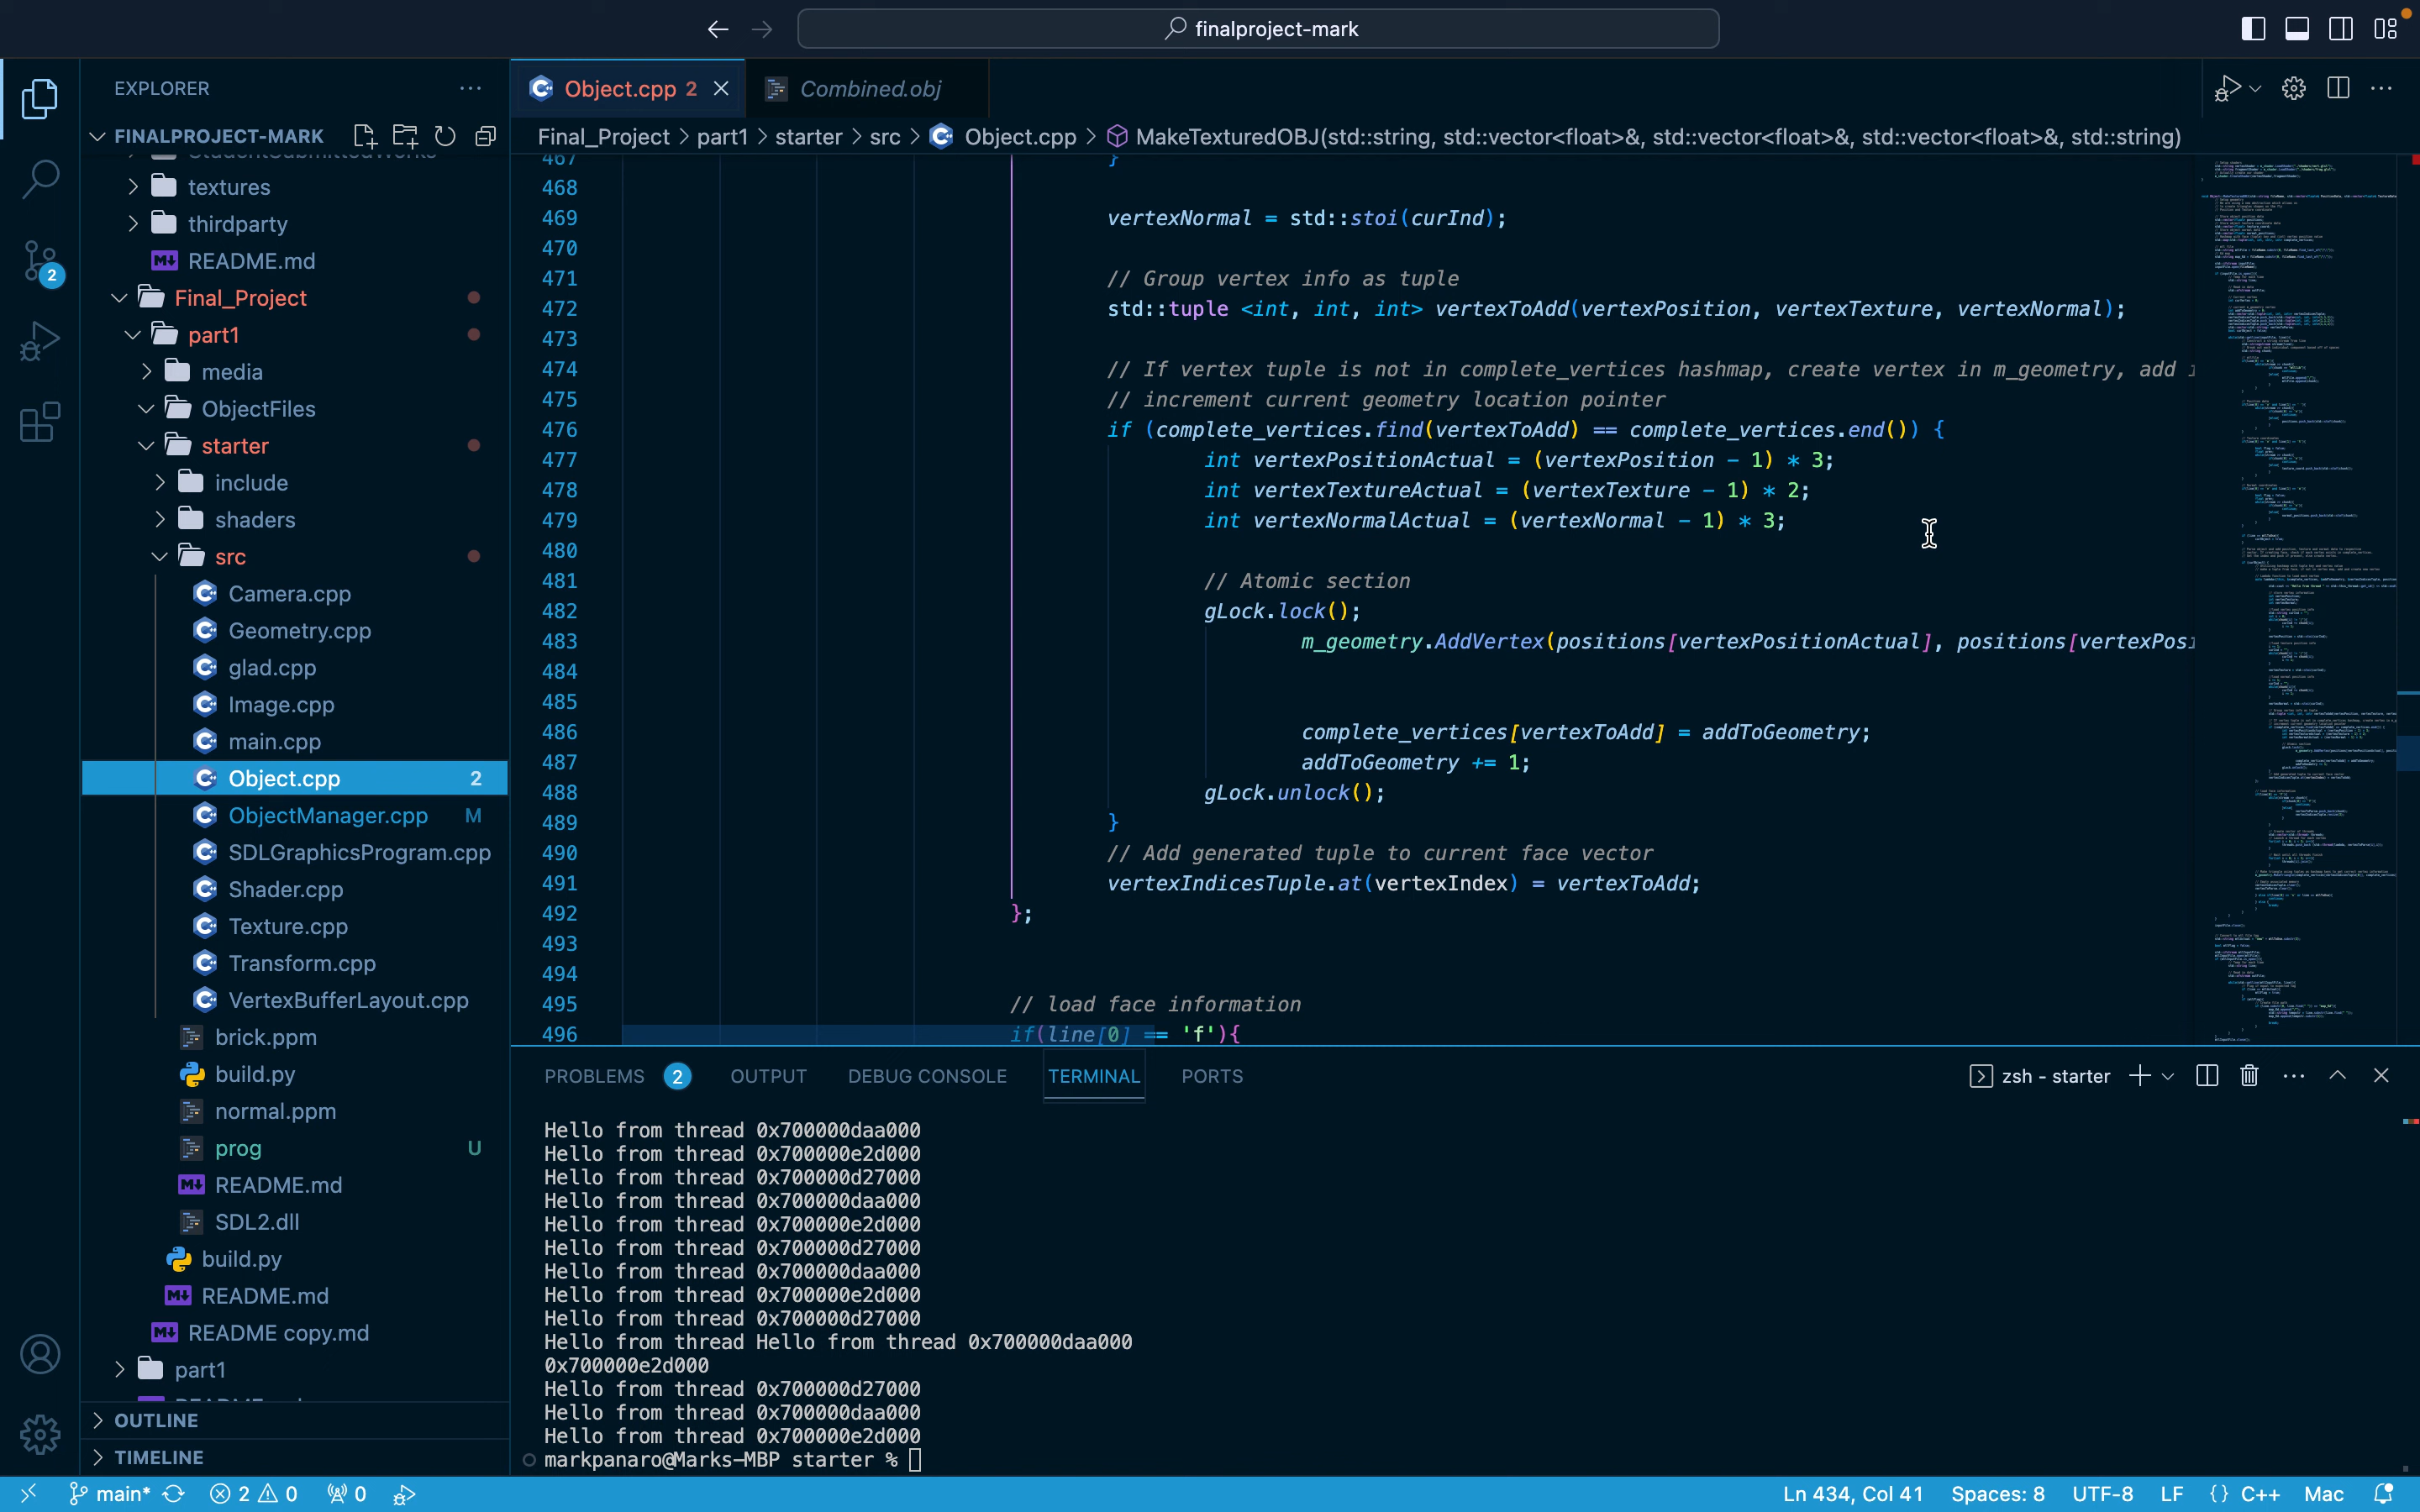 finalproject-mark
EXPLORER
FINALPROJECT-MARK
textures
thirdparty
README.md
Final_Project
part1
media
ObjectFiles
starter
include
shaders
src
Camera.cpp
Geometry.cpp
glad.cpp
Image.cpp
main.cpp
Object.cpp 2
ObjectManager.cpp M
SDLGraphicsProgram.cpp
Shader.cpp
Texture.cpp
Transform.cpp
VertexBufferLayout.cpp
brick.ppm
build.py
normal.ppm
prog U
README.md
SDL2.dll
build.py
README.md
README copy.md
part1
OUTLINE
TIMELINE
2
Object.cpp 2
Combined.obj
Final_Project > part1 > starter > src > Object.cpp > MakeTexturedOBJ(std::string, std::vector<float>&, std::vector<float>&, std::vector<float>&, std::string)
467 }
468
469 vertexNormal = std::stoi(curInd);
470
471 // Group vertex info as tuple
472 std::tuple <int, int, int> vertexToAdd(vertexPosition, vertexTexture, vertexNormal);
473
474 // If vertex tuple is not in complete_vertices hashmap, create vertex in m_geometry, add
475 // increment current geometry location pointer
476 if (complete_vertices.find(vertexToAdd) == complete_vertices.end()) {
477 int vertexPositionActual = (vertexPosition - 1) * 3;
478 int vertexTextureActual = (vertexTexture - 1) * 2;
479 int vertexNormalActual = (vertexNormal - 1) * 3;
480
481 // Atomic section
482 gLock.lock();
483 m_geometry.AddVertex(positions[vertexPositionActual], positions[vertexPosi
484
485
486 complete_vertices[vertexToAdd] = addToGeometry;
487 addToGeometry += 1;
488 gLock.unlock();
489 }
490 // Add generated tuple to current face vector
491 vertexIndicesTuple.at(vertexIndex) = vertexToAdd;
492 };
493
494
495 // load face information
496 if(line[0] == 'f'){
PROBLEMS 2 OUTPUT DEBUG CONSOLE TERMINAL PORTS
zsh - starter
Hello from thread 0x700000daa000
Hello from thread 0x700000e2d000
Hello from thread 0x700000d27000
Hello from thread 0x700000daa000
Hello from thread 0x700000e2d000
Hello from thread 0x700000d27000
Hello from thread 0x700000daa000
Hello from thread 0x700000e2d000
Hello from thread 0x700000d27000
Hello from thread Hello from thread 0x700000daa000
0x700000e2d000
Hello from thread 0x700000d27000
Hello from thread 0x700000daa000
Hello from thread 0x700000e2d000
markpanaro@Marks-MBP starter %
main* 2 0 0
Ln 434, Col 41 Spaces: 8 UTF-8 LF {} C++ Mac